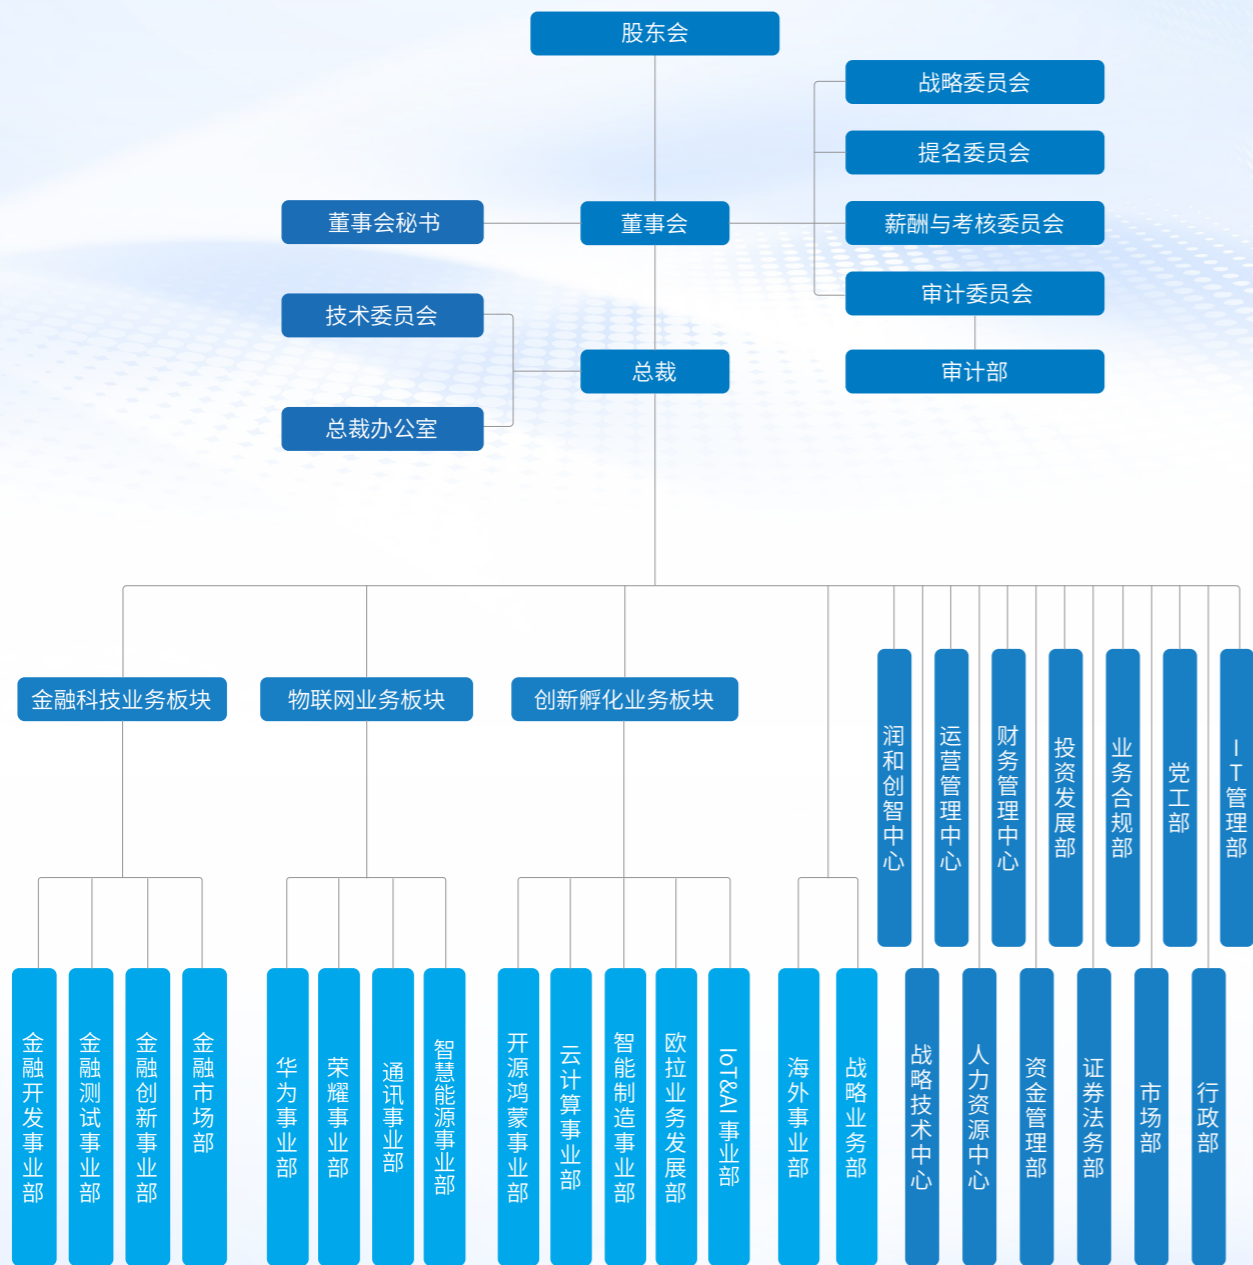 股东会
战略委员会
提名委员会
董事会秘书
董事会
薪酬与考核委员会
审计委员会
技术委员会
总裁
审计部
总裁办公室
金融科技业务板块
物联网业务板块
创新孵化业务板块
润和创智中心
运营管理中心
财务管理中心
投资发展部
业务合规部
党工部
IT管理部
金融开发事业部
金融测试事业部
金融创新事业部
金融市场部
华为事业部
荣耀事业部
通讯事业部
智慧能源事业部
开源鸿蒙事业部
云计算事业部
智能制造事业部
欧拉业务发展部
IoT&AI 事业部
海外事业部
战略业务部
战略技术中心
人力资源中心
资金管理部
证券法务部
市场部
行政部